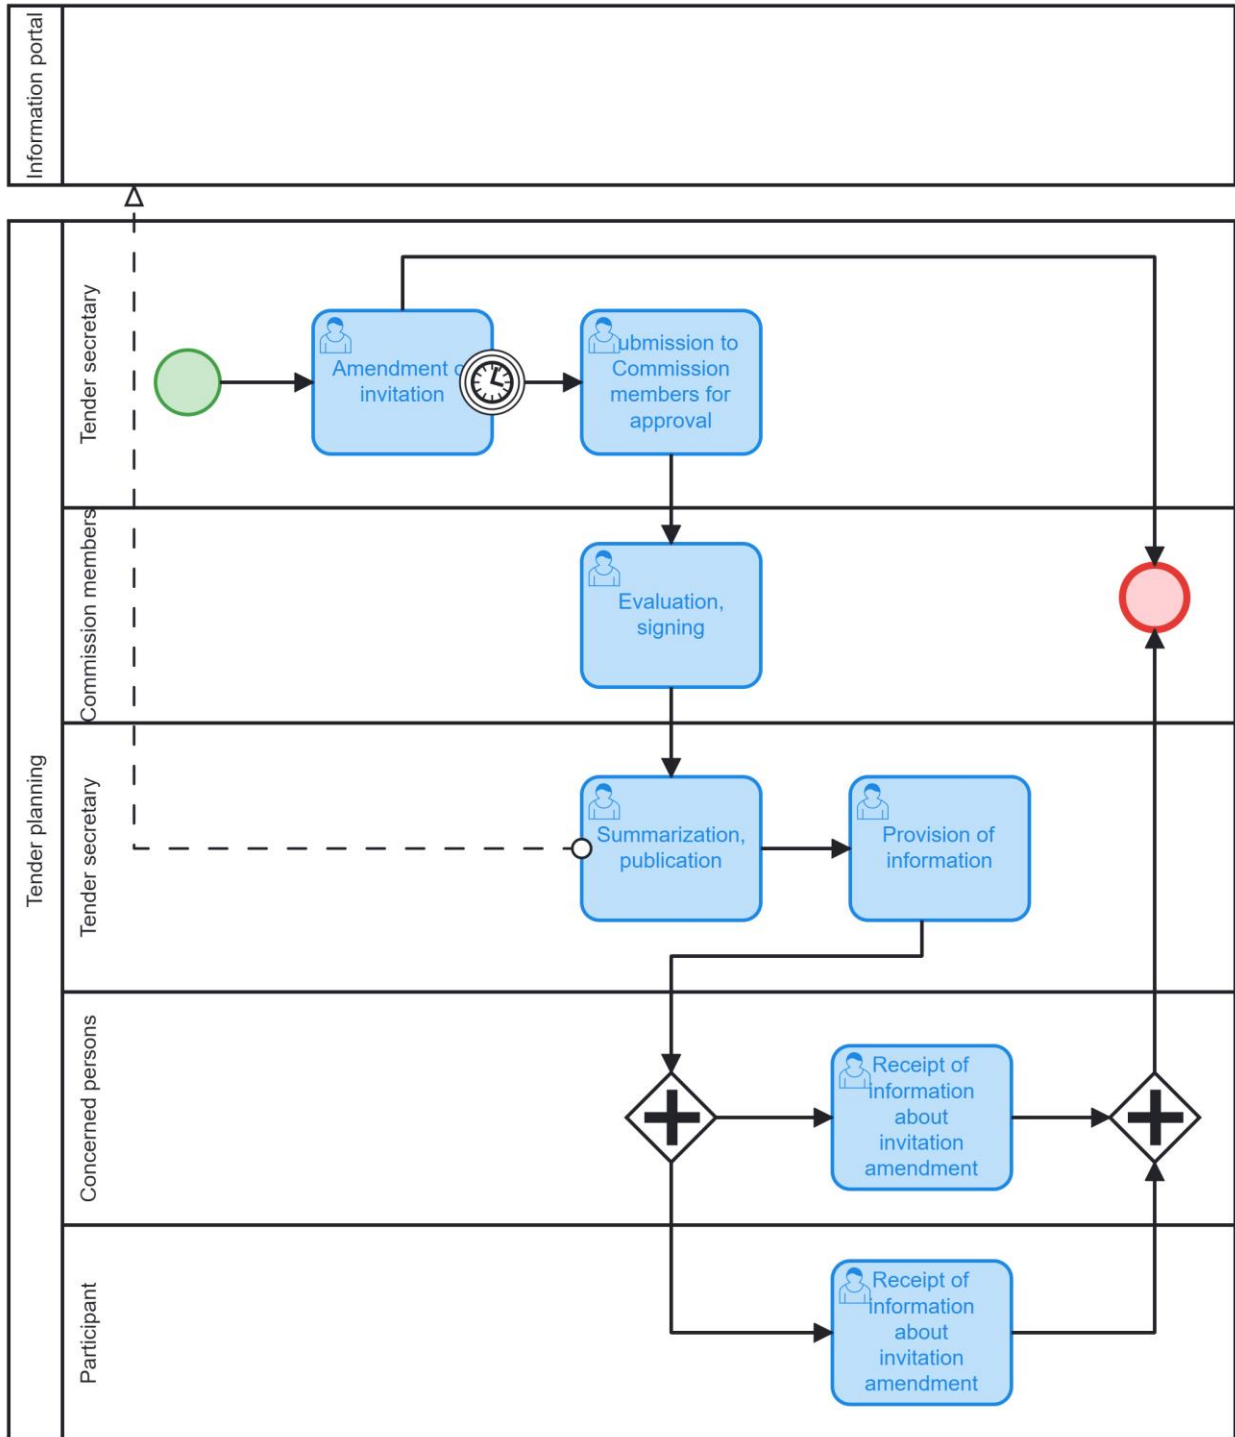 Information portal
Tender planning
Tender secretary
Amendment o
invitation
ubmission to
Commission
members for
approval
Commission members
Evaluation,
signing
Tender secretary
Summarization,
publication
Provision of
information
Concerned persons
Receipt of
information
about
invitation
amendment
Participant
Receipt of
information
about
invitation
amendment